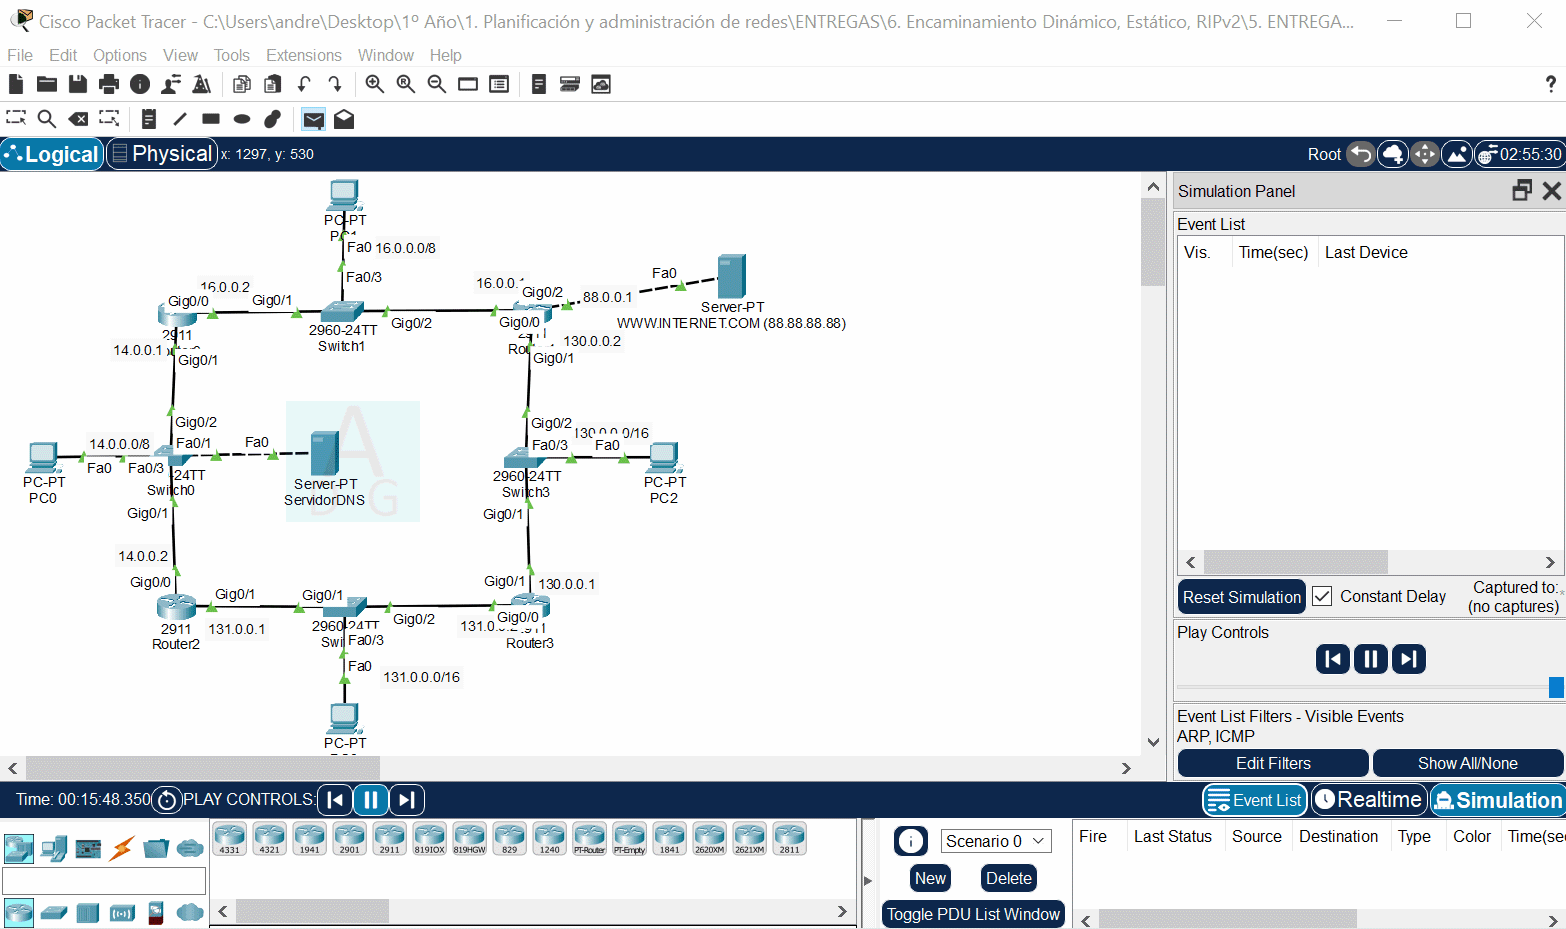 Cisco Packet Tracer - C:\Users\andre\Desktop\1º Año\1. Planificación y administración de redes\ENTREGAS\6. Encaminamiento Dinámico, Estático, RIPv2\5. ENTREGA...
File Edit Options View Tools Extensions Window Help
Logical Physical x: 1297, y: 530 Root 02:55:30
PC-PT
PC1
Fa0 16.0.0.0/8
Fa0/3
16.0.0.2
Gig0/0 Gig0/1
2911
2960-24TT
Switch1
Gig0/2
16.0.0.
Gig0/2
Gig0/0
88.0.0.1
Fa0
Server-PT
WWW.INTERNET.COM (88.88.88.88)
14.0.0.1
Gig0/1
130.0.0.2
Gig0/1
Gig0/2
14.0.0.0/8 Fa0/1 Fa0
Fa0 Fa0/3
PC-PT
PC0
-24TT
Switch0
Gig0/1
Server-PT
ServidorDNS
A
G
Gig0/2
130.0.0.0/16
Fa0/3 Fa0
2960-24TT
Switch3
Gig0/1
PC-PT
PC2
14.0.0.2
Gig0/0
Gig0/1
2911
Router2
131.0.0.1
Gig0/1
2960-24TT
Gig0/2
Fa0/3
Fa0
131.0.0.0/16
PC-PT
Gig0/1 130.0.0.1
Gig0/0
Router3
Simulation Panel
Event List
Vis. Time(sec) Last Device
Reset Simulation Constant Delay Captured to:
(no captures)
Play Controls
Event List Filters - Visible Events
ARP, ICMP
Edit Filters Show All/None
Time: 00:15:48.350 PLAY CONTROLS: Event List Realtime Simulation
4331 4321 1941 2901 2911 819IOX 819HGW 829 1240 PT-Router PT-Empty 1841 2620XM 2621XM 2811
Scenario 0
New Delete
Toggle PDU List Window
Fire Last Status Source Destination Type Color Time(sec